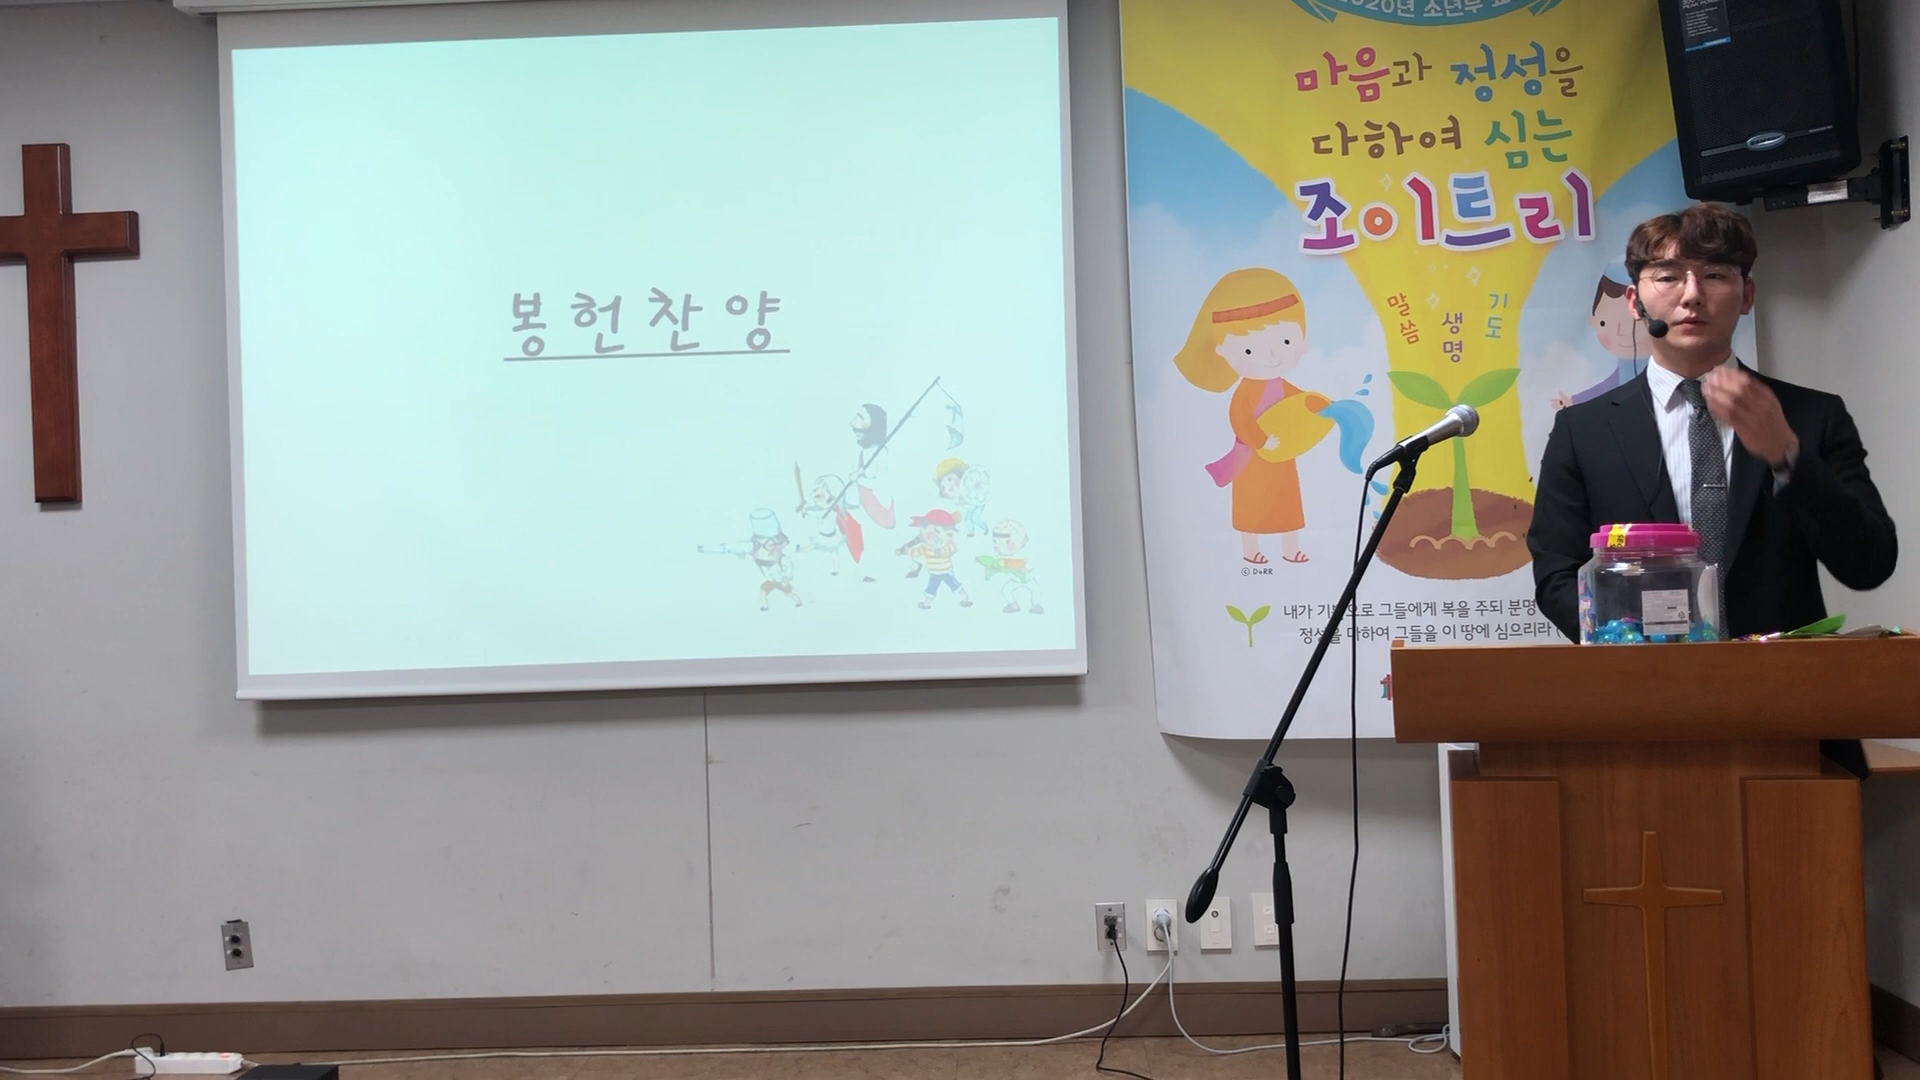 봉헌찬양
2020년 소년부
마음과 정성을
다하여 심는
조이트리
말씀
생명
기도
© DoRR
내가 기쁨으로 그들에게 복을 주되 분명
정성을 다하여 그들을 이 땅에 심으리라 (